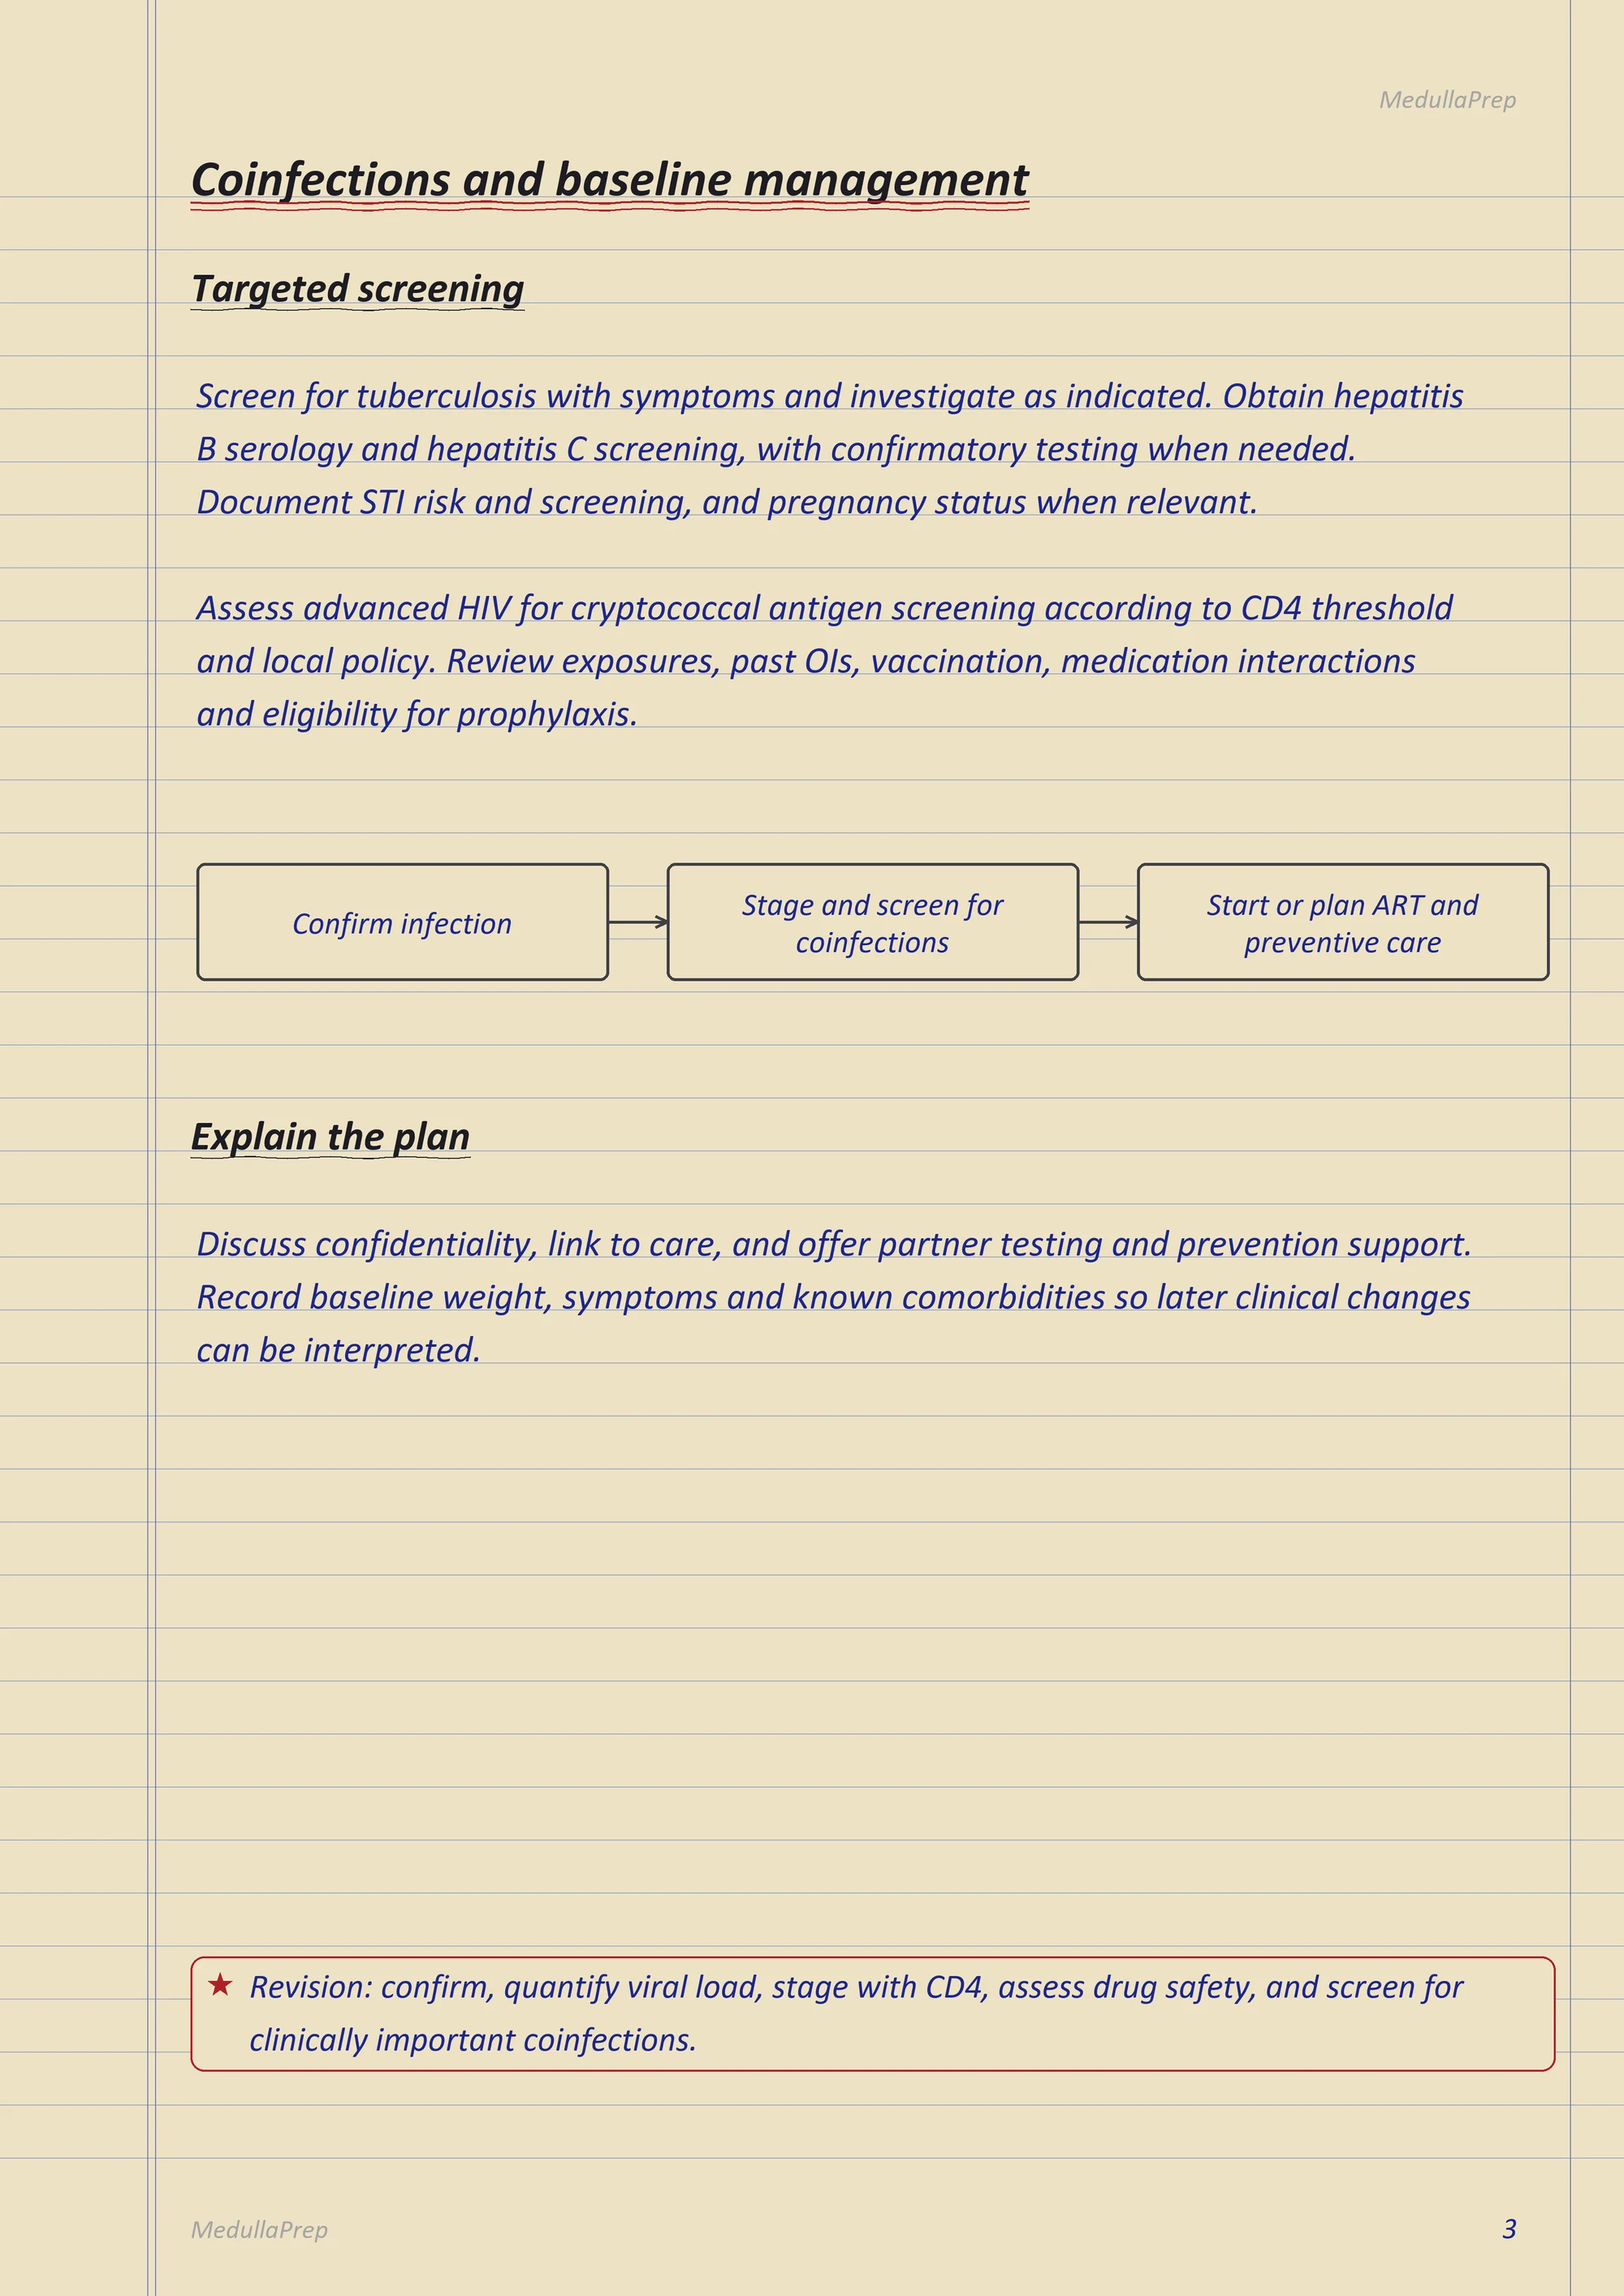 MedullaPrep
Coinfections and baseline management
Targeted screening
Screen for tuberculosis with symptoms and investigate as indicated. Obtain hepatitis
B serology and hepatitis C screening, with confirmatory testing when needed.
Document STI risk and screening, and pregnancy status when relevant.
Assess advanced HIV for cryptococcal antigen screening according to CD4 threshold
and local policy. Review exposures, past OIs, vaccination, medication interactions
and eligibility for prophylaxis.
Confirm infection
Stage and screen for
coinfections
Start or plan ART and
preventive care
Explain the plan
Discuss confidentiality, link to care, and offer partner testing and prevention support.
Record baseline weight, symptoms and known comorbidities so later clinical changes
can be interpreted.
★ Revision: confirm, quantify viral load, stage with CD4, assess drug safety, and screen for
clinically important coinfections.
MedullaPrep
3